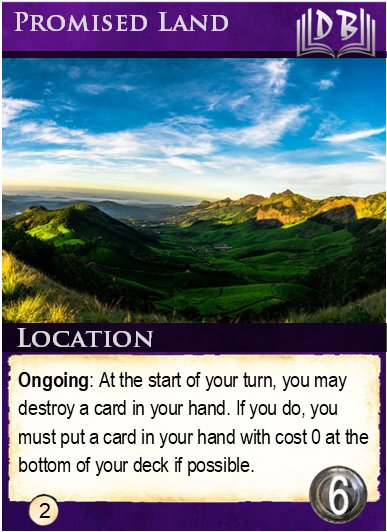 Promised Land
DB
Location
Ongoing: At the start of your turn, you may
destroy a card in your hand. If you do, you
must put a card in your hand with cost 0 at the
bottom of your deck if possible.
2
6